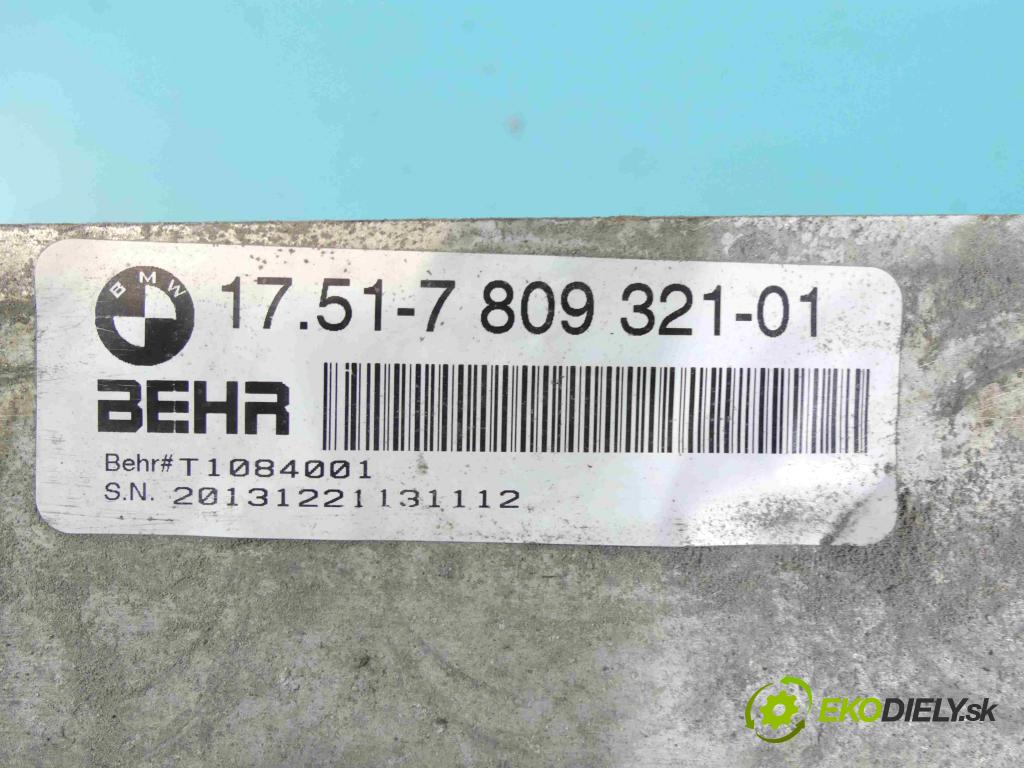 BMW
17.51-7 809 321-01
BEHR
Behr# T1084001
S.N. 20131221131112
EKODIELY.sk